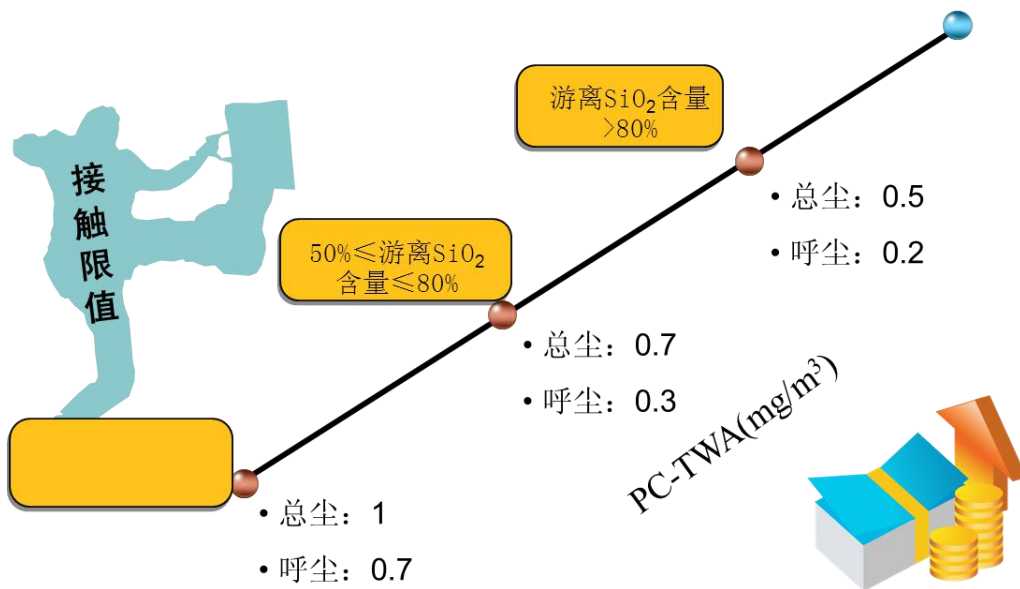 接触限值
游离SiO₂含量
>80%
• 总尘：0.5
• 呼尘：0.2
50%≤游离SiO₂
含量≤80%
• 总尘：0.7
• 呼尘：0.3
PC-TWA(mg/m³)
• 总尘：1
• 呼尘：0.7